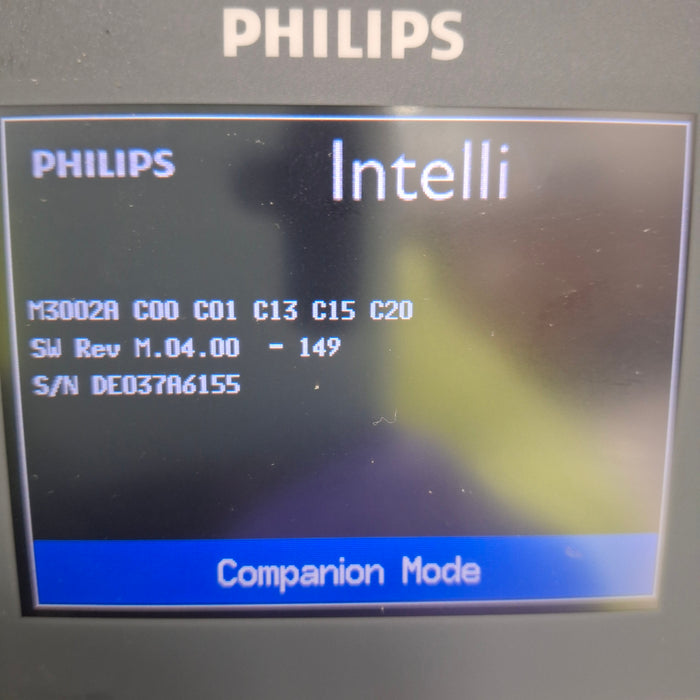 PHILIPS
PHILIPS Intelli
M3002A C00 C01 C13 C15 C20
SW Rev M.04.00 - 149
S/N DE037A6155
Companion Mode